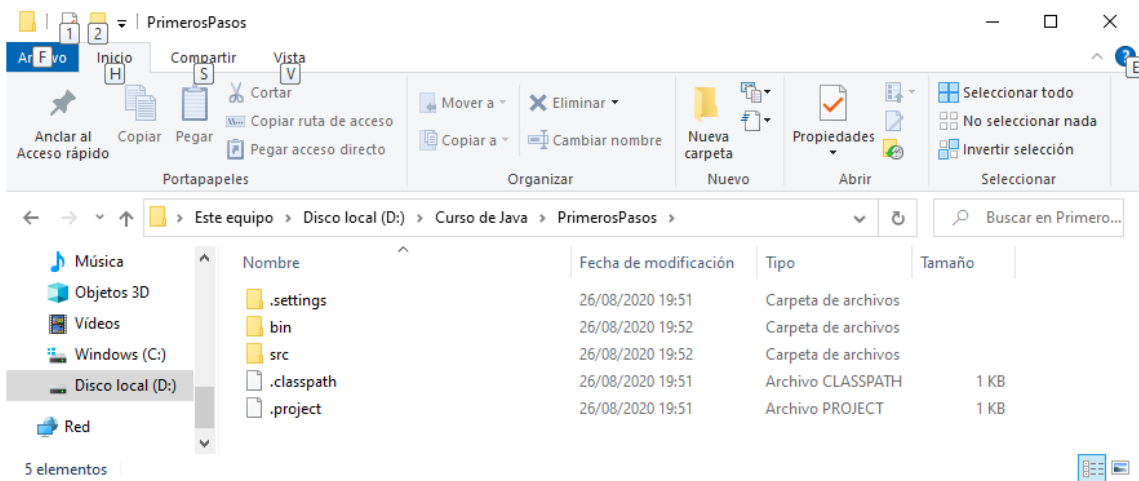 1 2 PrimerosPasos
Archivo F Inicio H Compartir S Vista V E
Anclar al Acceso rápido
Copiar
Pegar
Cortar
Copiar ruta de acceso
Pegar acceso directo
Portapapeles
Mover a
Copiar a
Eliminar
Cambiar nombre
Organizar
Nueva carpeta
Nuevo
Propiedades
Abrir
Seleccionar todo
No seleccionar nada
Invertir selección
Seleccionar
Este equipo > Disco local (D:) > Curso de Java > PrimerosPasos >
Buscar en Primero...
Música
Objetos 3D
Vídeos
Windows (C:)
Disco local (D:)
Red
Nombre Fecha de modificación Tipo Tamaño
.settings 26/08/2020 19:51 Carpeta de archivos
bin 26/08/2020 19:52 Carpeta de archivos
src 26/08/2020 19:52 Carpeta de archivos
.classpath 26/08/2020 19:51 Archivo CLASSPATH 1 KB
.project 26/08/2020 19:51 Archivo PROJECT 1 KB
5 elementos